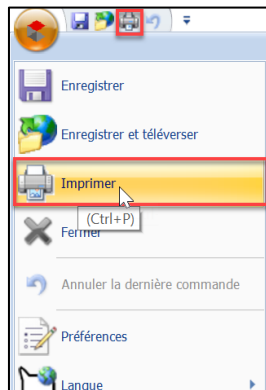 Enregistrer
Enregistrer et téléverser
Imprimer
(Ctrl+P)
Fermer
Annuler la dernière commande
Préférences
Langue